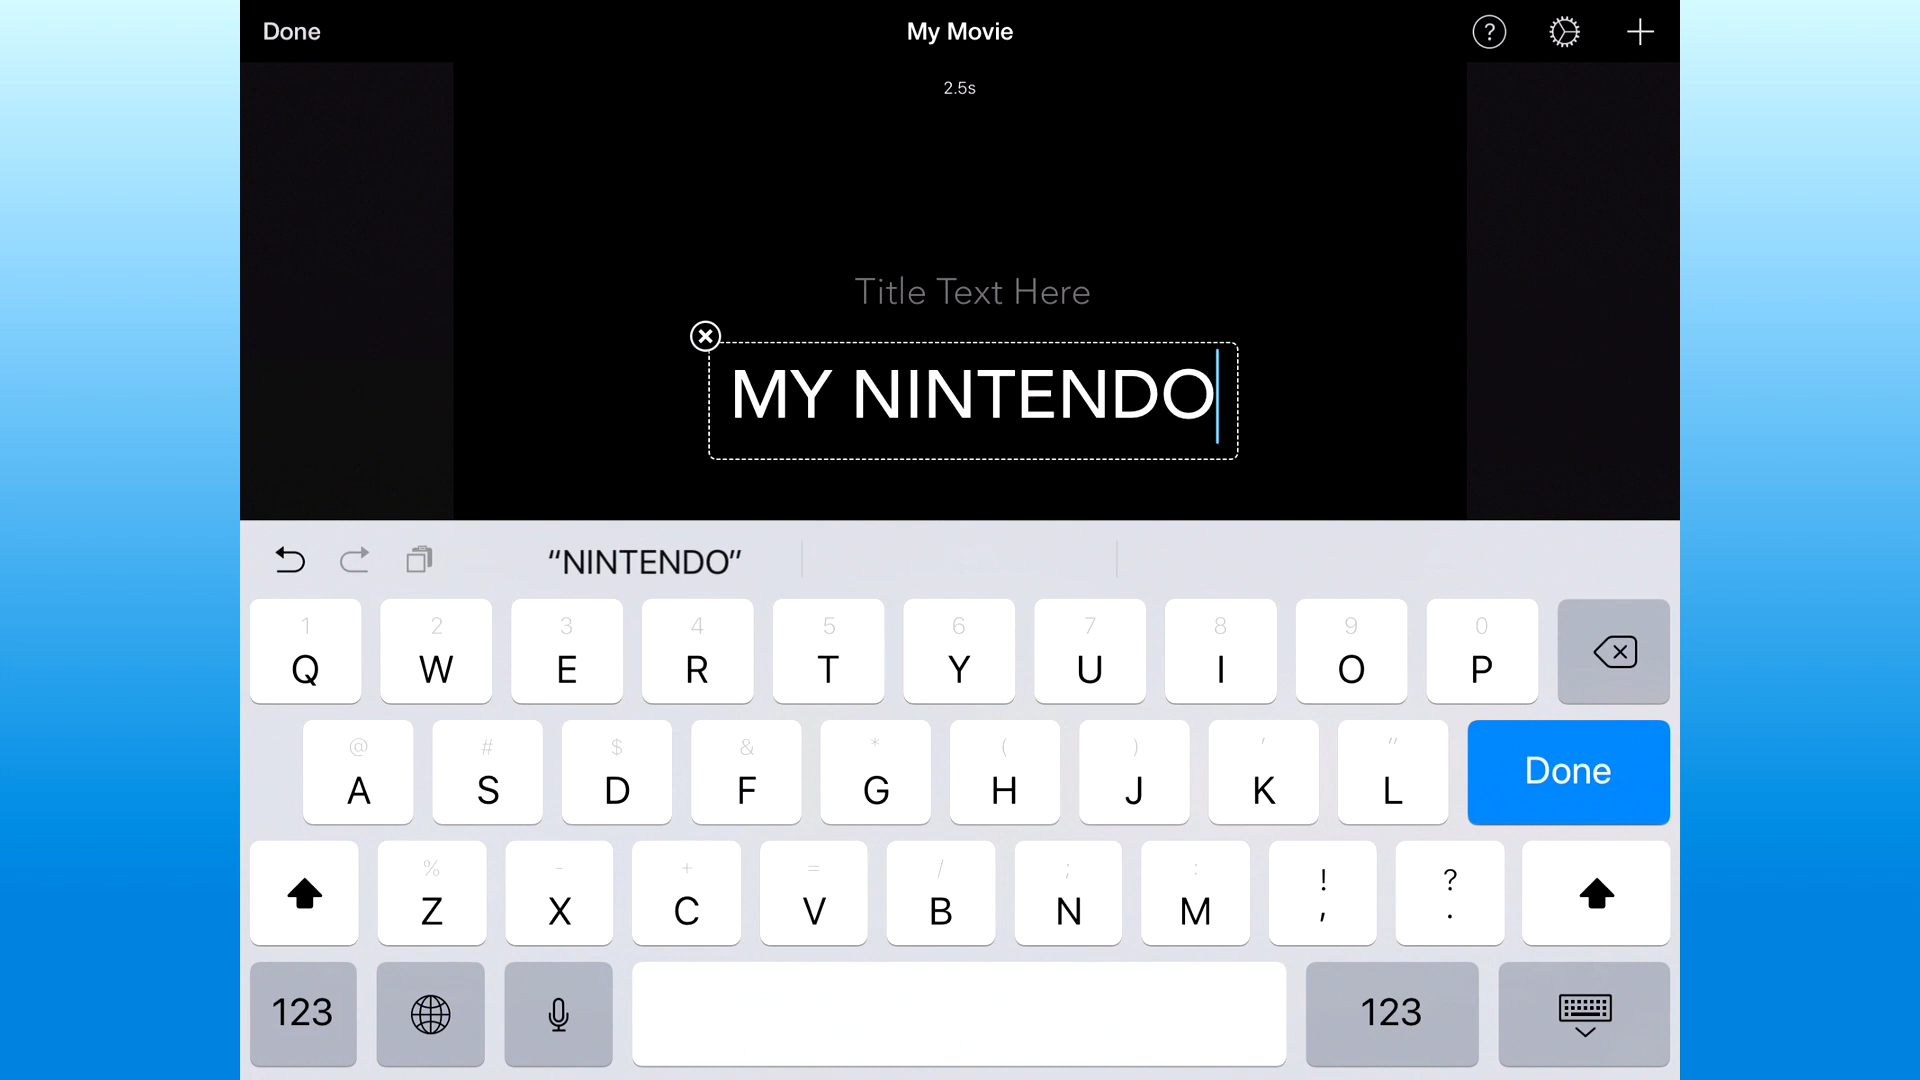 Done My Movie ?
2.5s
Title Text Here
MY NINTENDO
“NINTENDO”
1 2 3 4 5 6 7 8 9 0
Q W E R T Y U I O P
@ # $ & * ( ) ' "
A S D F G H J K L Done
% - + = / ; : ! ?
Z X C V B N M , .
123 123